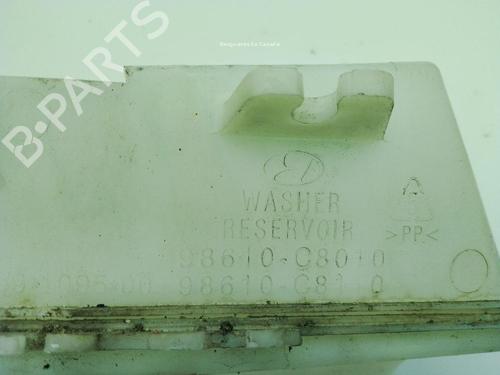 Desguaces La Cabaña
B-PARTS
WASHER
RESERVOIR
>PP<
98610-C8010
98610-C8110